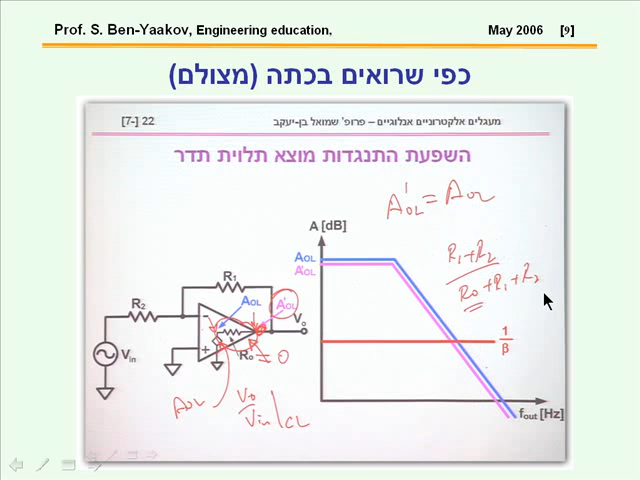 Prof. S. Ben-Yaakov, Engineering education, May 2006 [9]
כפי שרואים בכתה (מצולם)
[-7] 22 מעגלים אלקטרוניים אנלוגיים – פרופ' שמואל בן-יעקב
השפעת התנגדות מוצא תלוית תדר
A'OL = AOL
A [dB]
R1+R2
Ro+R1+R2
AOL
A'OL
R1
R2
AOL
A'OL
Vo
Vin
Ro = 0
1
β
AOL
Vo
Vin
CL
fout [Hz]